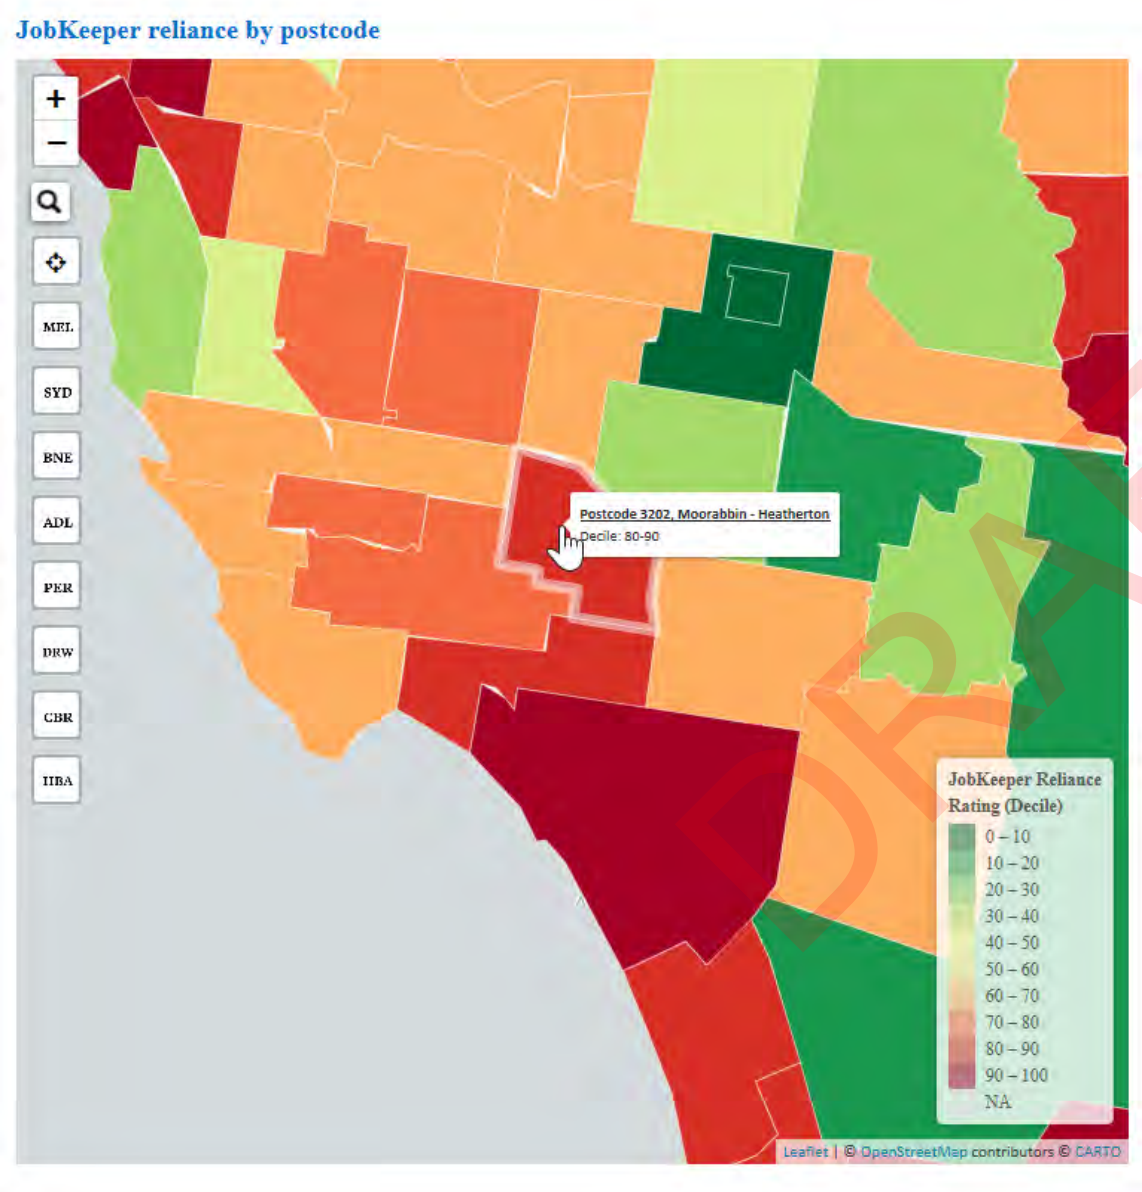 JobKeeper reliance by postcode
+
−
MEL
SYD
BNE
ADL
PER
DRW
CBR
HBA
Postcode 3202, Moorabbin - Heatherton
Decile: 80-90
JobKeeper Reliance
Rating (Decile)
0 – 10
10 – 20
20 – 30
30 – 40
40 – 50
50 – 60
60 – 70
70 – 80
80 – 90
90 – 100
NA
DRA
Leaflet | © OpenStreetMap contributors © CARTO